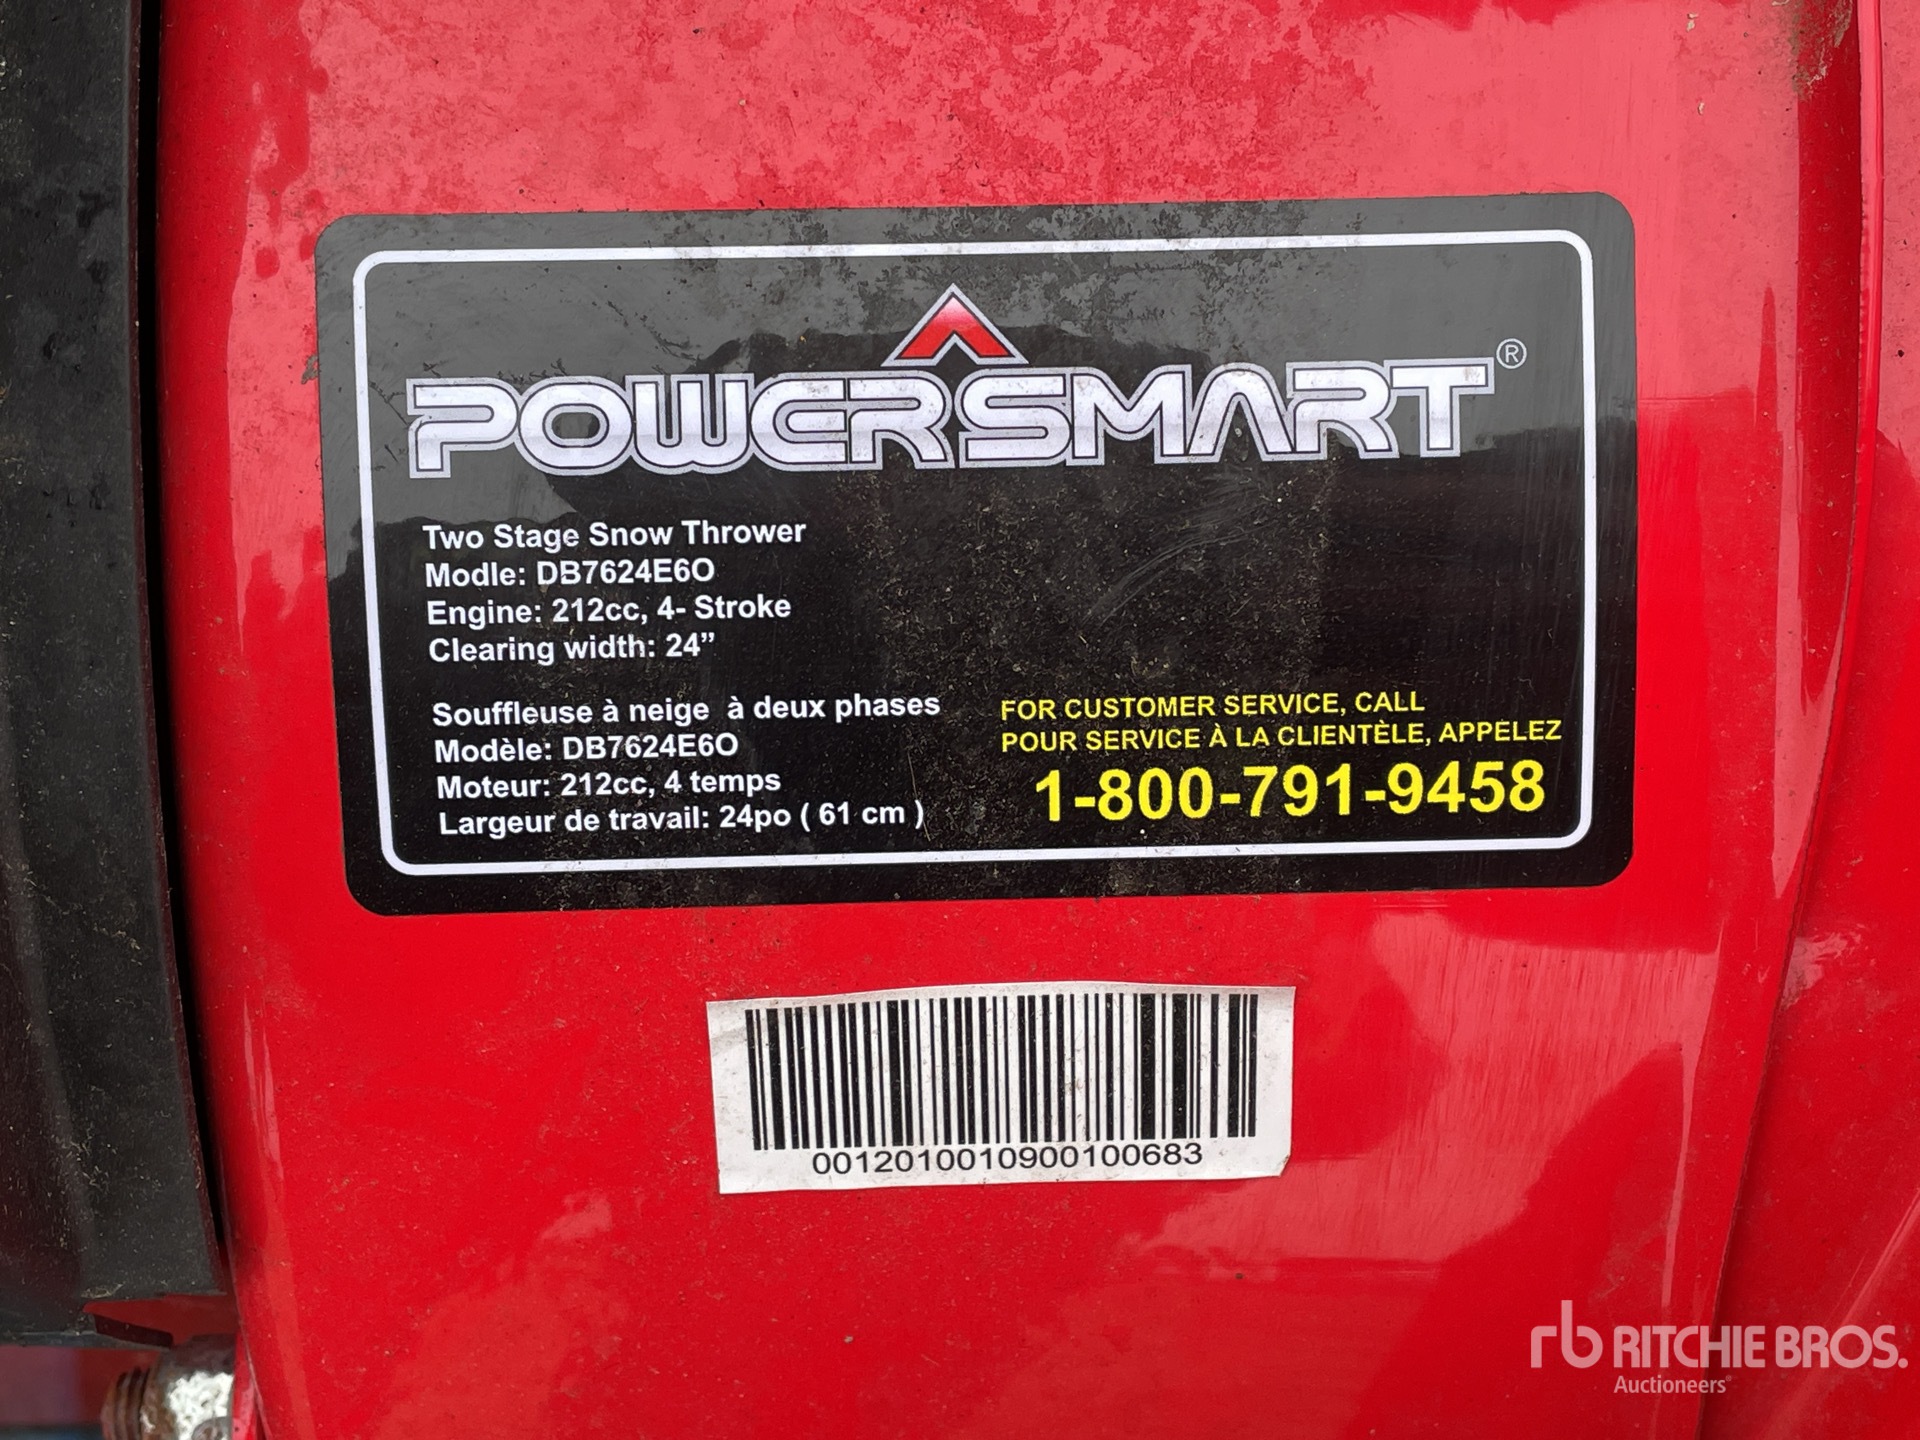 POWERSMART®
Two Stage Snow Thrower
Modle: DB7624E6O
Engine: 212cc, 4- Stroke
Clearing width: 24”
Souffleuse à neige à deux phases
Modèle: DB7624E6O
Moteur: 212cc, 4 temps
Largeur de travail: 24po ( 61 cm )
FOR CUSTOMER SERVICE, CALL
POUR SERVICE À LA CLIENTÈLE, APPELEZ
1-800-791-9458
0012010010900100683
rb RITCHIE BROS.
Auctioneers